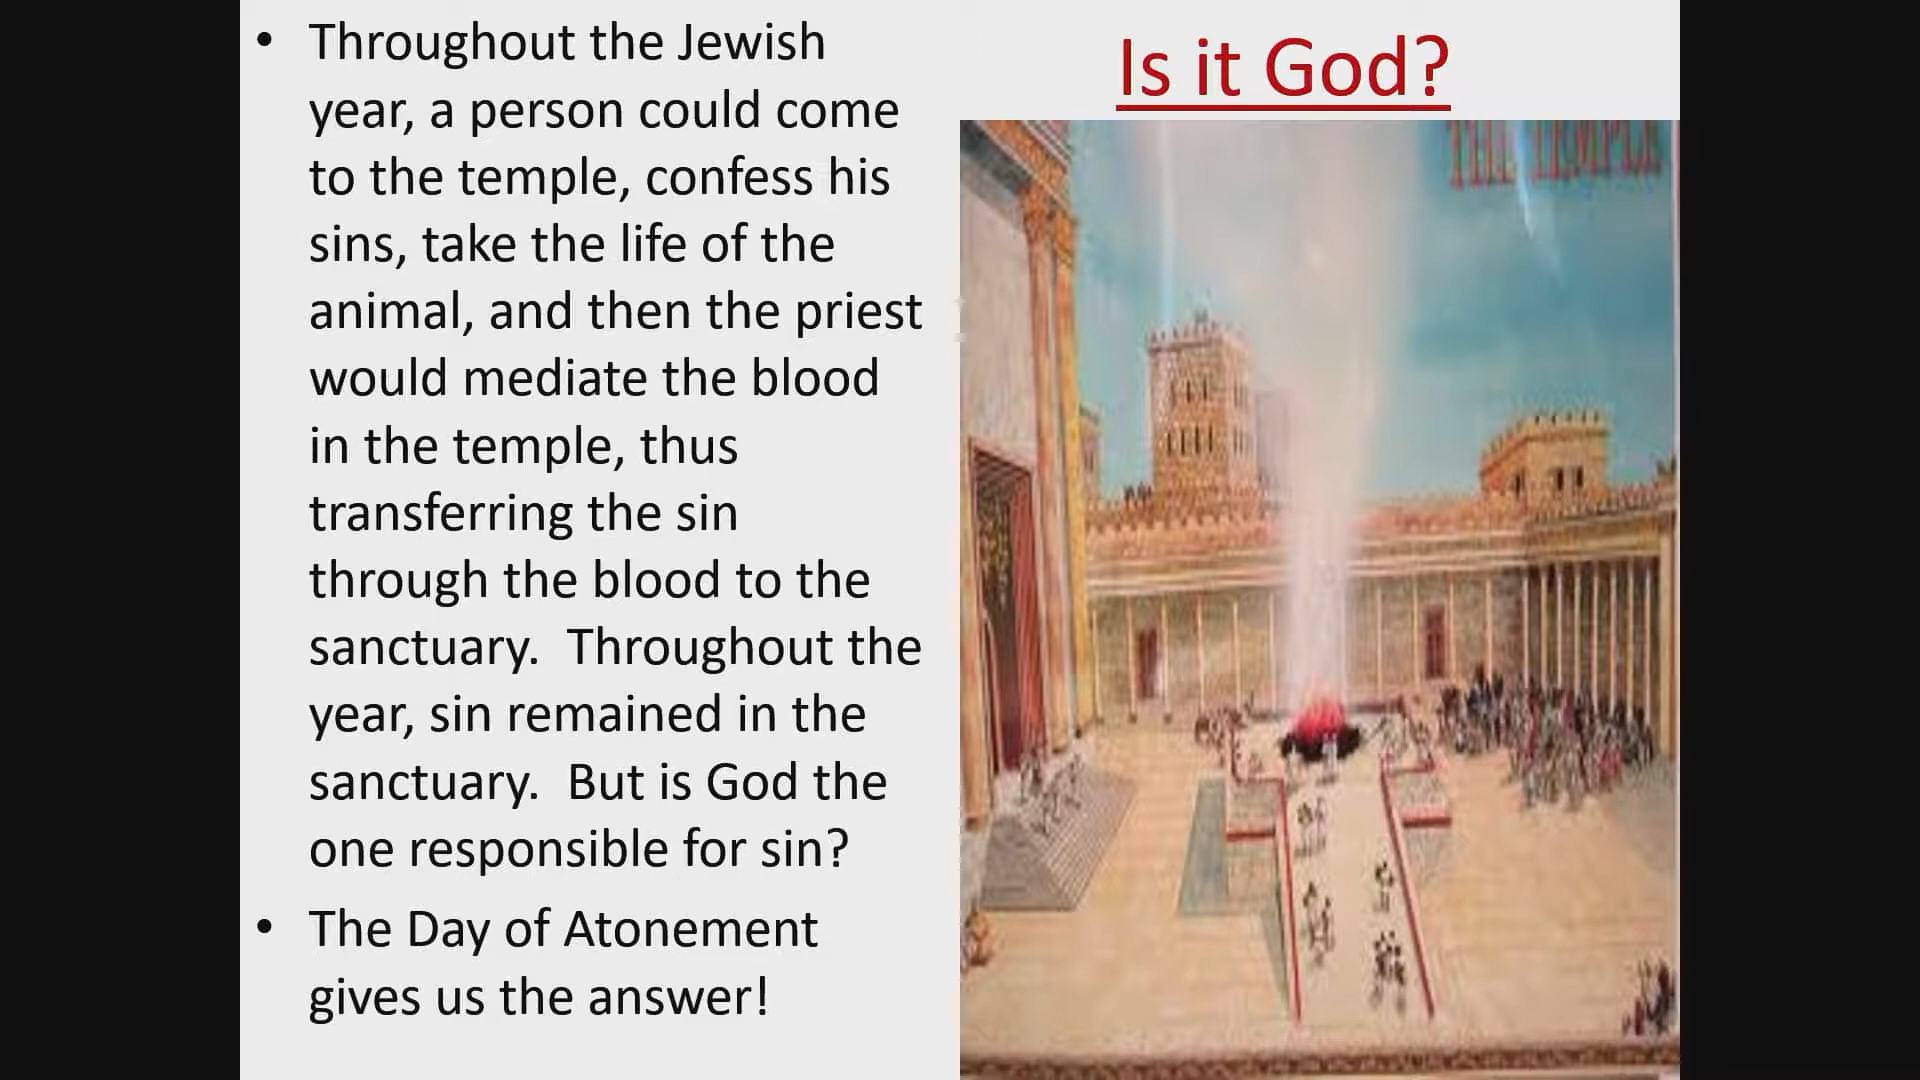 Is it God?
• Throughout the Jewish
year, a person could come
to the temple, confess his
sins, take the life of the
animal, and then the priest
would mediate the blood
in the temple, thus
transferring the sin
through the blood to the
sanctuary.  Throughout the
year, sin remained in the
sanctuary.  But is God the
one responsible for sin?
• The Day of Atonement
gives us the answer!
THE TEMPLE